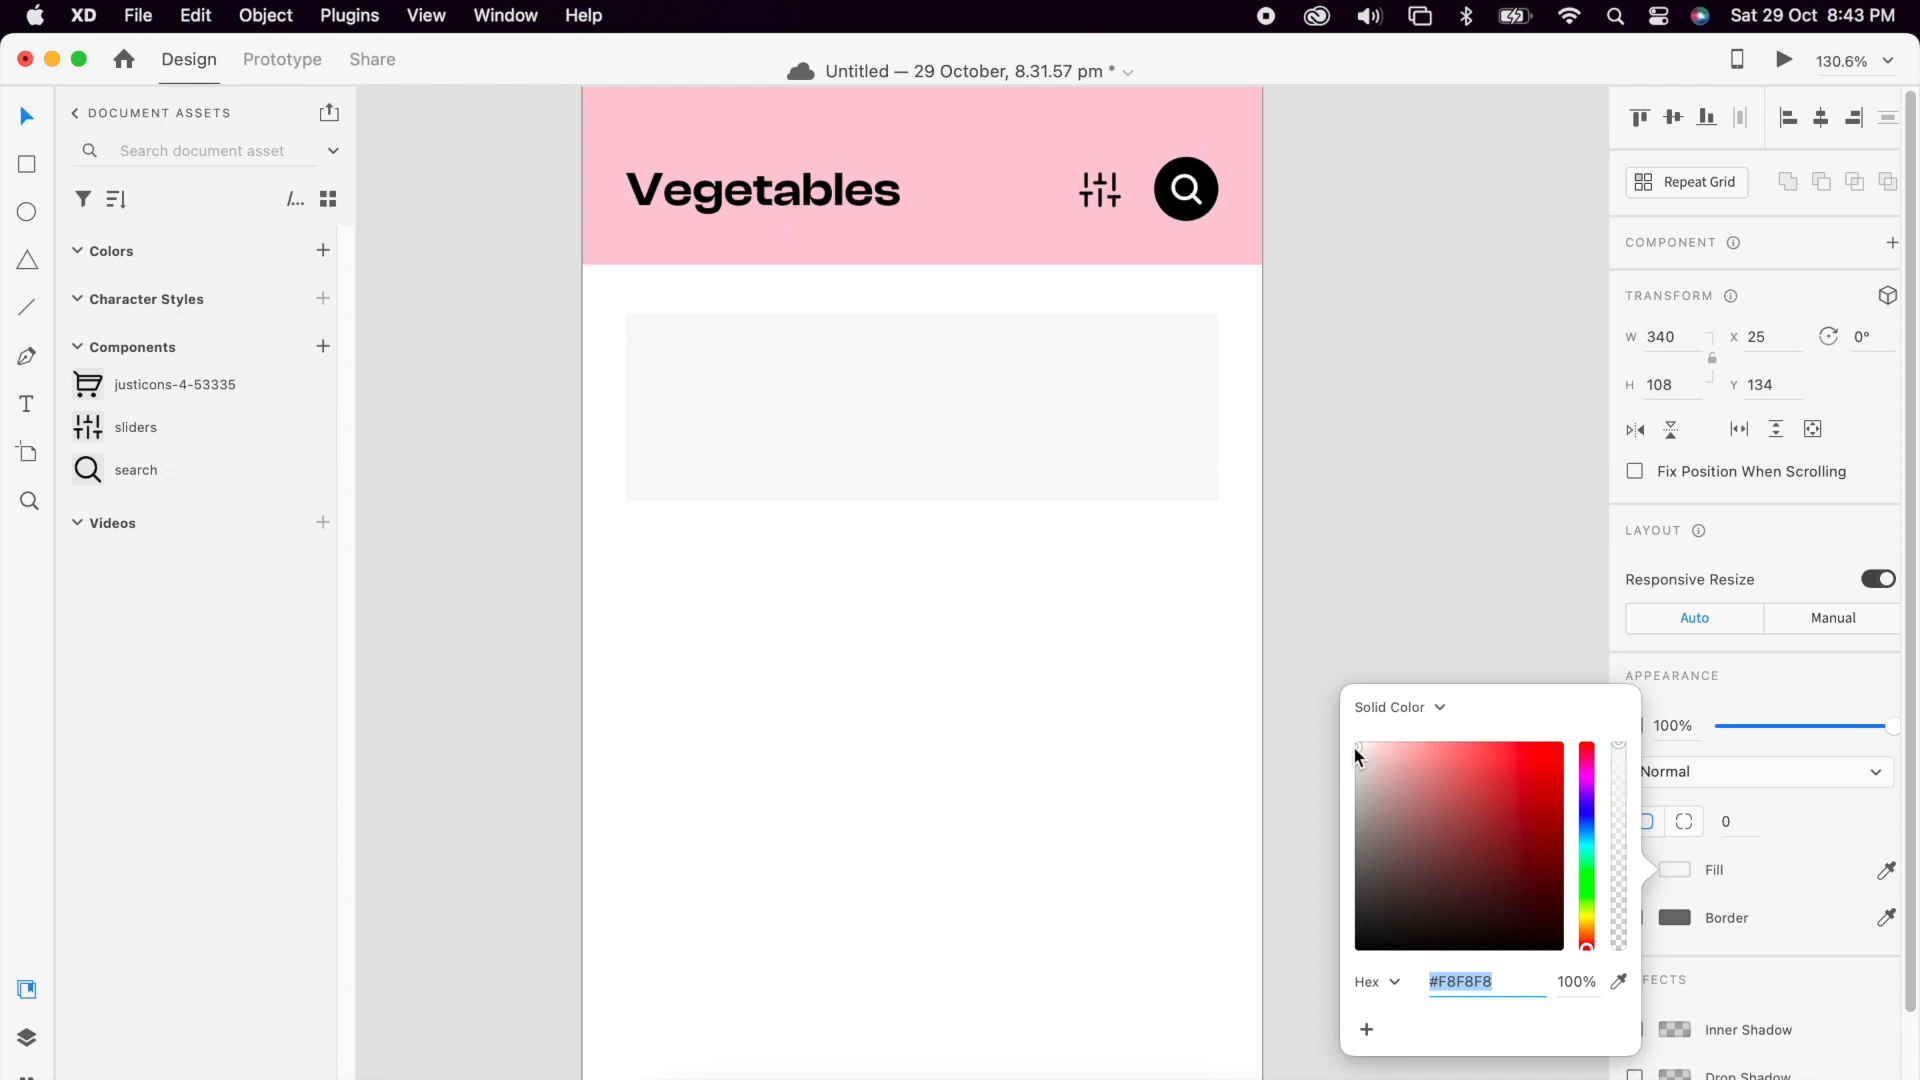 XD File Edit Object Plugins View Window Help Sat 29 Oct 8:43 PM
Design Prototype Share
Untitled — 29 October, 8.31.57 pm *
130.6%
DOCUMENT ASSETS
Search document asset
/...
Colors
Character Styles
Components
justicons-4-53335
sliders
search
Videos
Vegetables
Repeat Grid
COMPONENT
TRANSFORM
W 340 X 25 0°
H 108 Y 134
Fix Position When Scrolling
LAYOUT
Responsive Resize
Auto Manual
APPEARANCE
100%
Normal
0
Fill
Border
FECTS
Inner Shadow
Drop Shadow
Solid Color
Hex #F8F8F8 100%